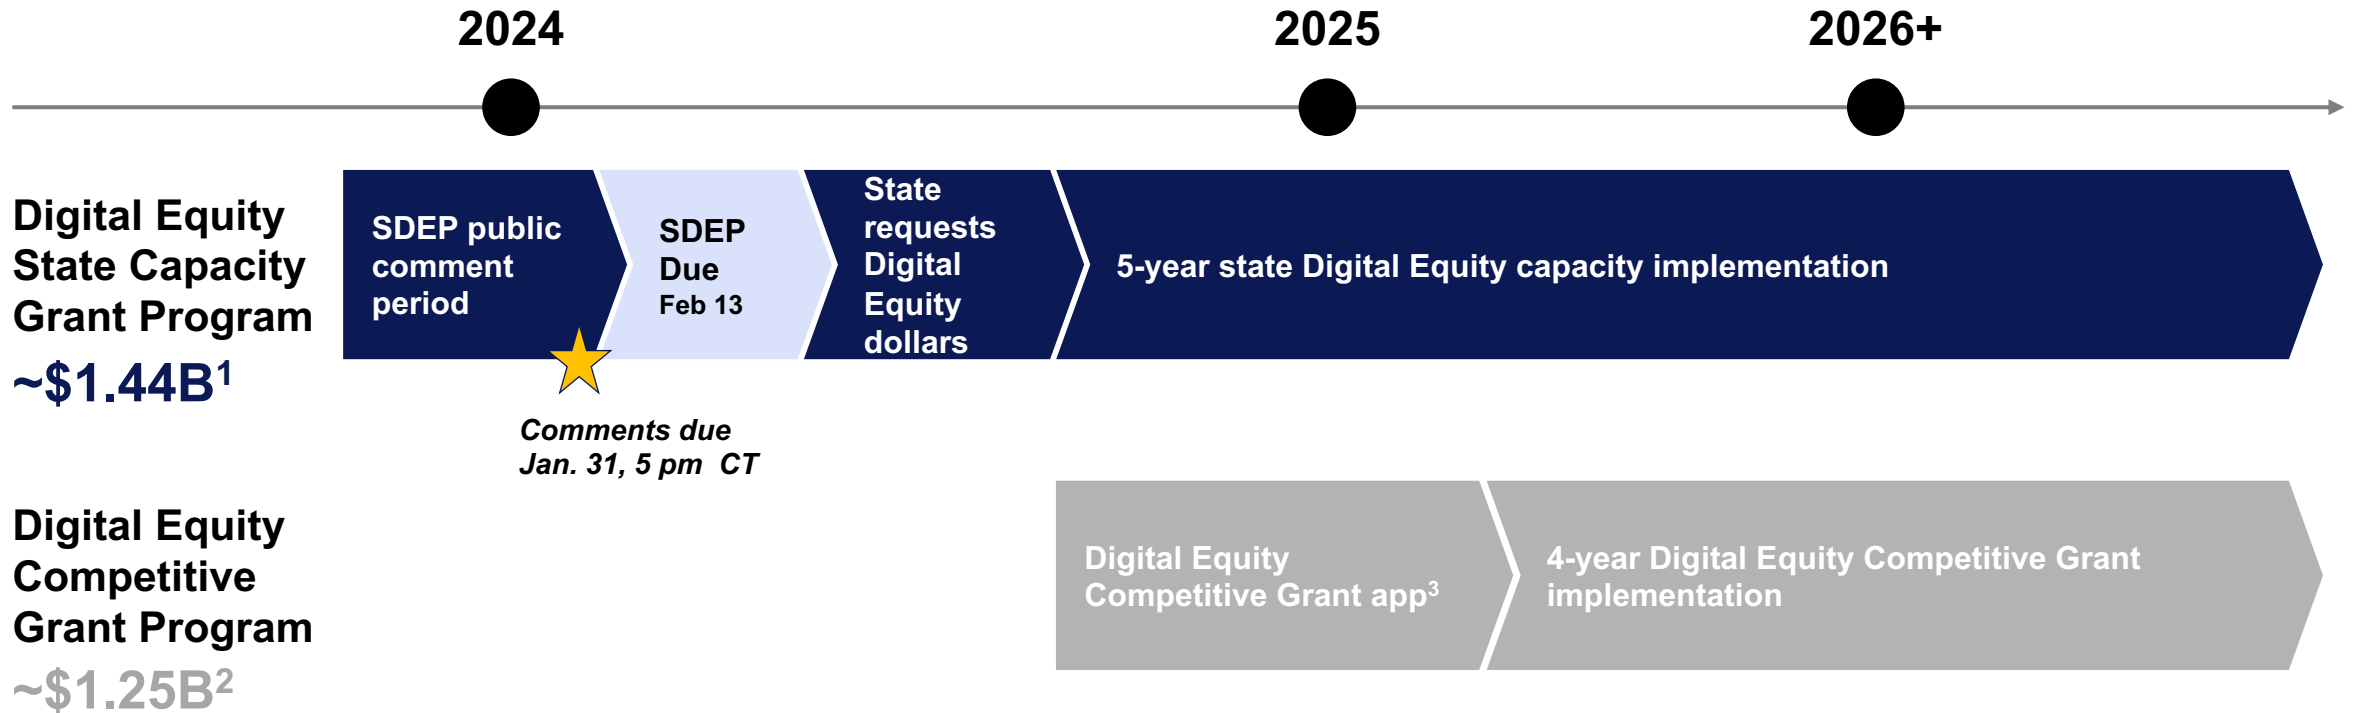 2024
2025
2026+
Digital Equity
State Capacity
Grant Program
~$1.44B¹
SDEP public
comment
period
SDEP
Due
Feb 13
State
requests
Digital
Equity
dollars
5-year state Digital Equity capacity implementation
Comments due
Jan. 31, 5 pm CT
Digital Equity
Competitive
Grant Program
~$1.25B²
Digital Equity
Competitive Grant app³
4-year Digital Equity Competitive Grant
implementation